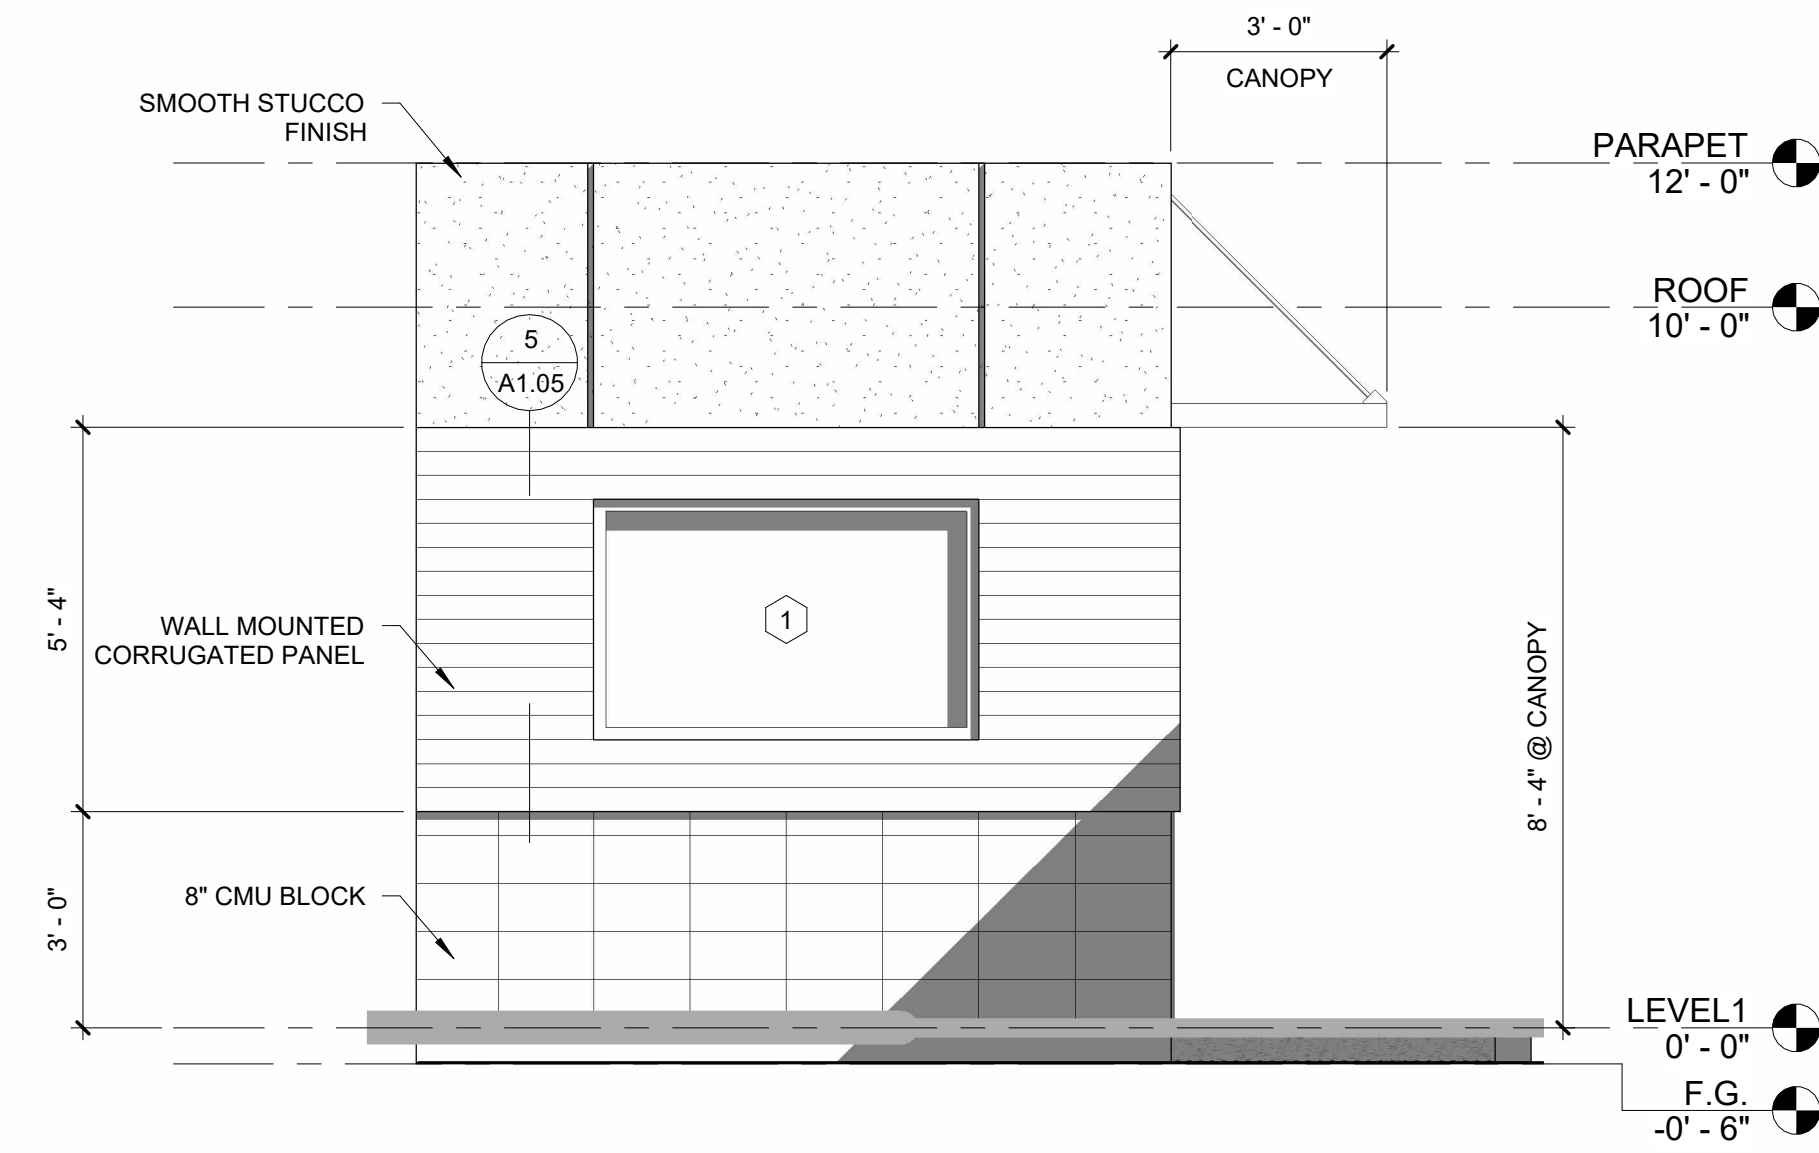 3' - 0"
CANOPY
SMOOTH STUCCO
FINISH
PARAPET
12' - 0"
ROOF
10' - 0"
5
A1.05
5' - 4"
WALL MOUNTED
CORRUGATED PANEL
1
8' - 4" @ CANOPY
8" CMU BLOCK
3' - 0"
LEVEL1
0' - 0"
F.G.
-0' - 6"